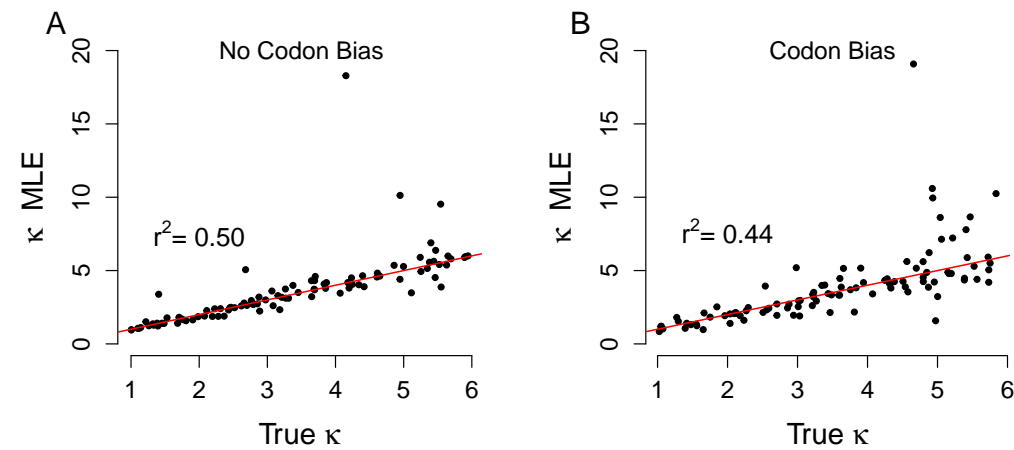 A
No Codon Bias
κ MLE
20
15
10
5
0
r²= 0.50
1 2 3 4 5 6
True κ
B
Codon Bias
κ MLE
20
15
10
5
0
r²= 0.44
1 2 3 4 5 6
True κ